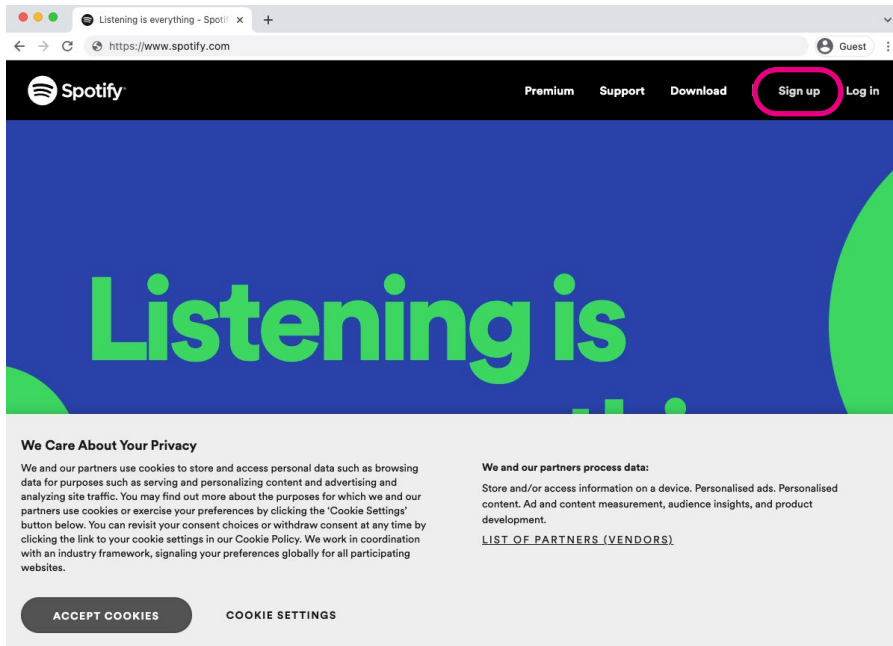 Listening is everything - Spotif
https://www.spotify.com
Guest
Spotify
Premium Support Download Sign up Log in
Listening is
We Care About Your Privacy
We and our partners use cookies to store and access personal data such as browsing
data for purposes such as serving and personalizing content and advertising and
analyzing site traffic. You may find out more about the purposes for which we and our
partners use cookies or exercise your preferences by clicking the ‘Cookie Settings’
button below. You can revisit your consent choices or withdraw consent at any time by
clicking the link to your cookie settings in our Cookie Policy. We work in coordination
with an industry framework, signaling your preferences globally for all participating
websites.
We and our partners process data:
Store and/or access information on a device. Personalised ads. Personalised
content. Ad and content measurement, audience insights, and product
development.
LIST OF PARTNERS (VENDORS)
ACCEPT COOKIES COOKIE SETTINGS